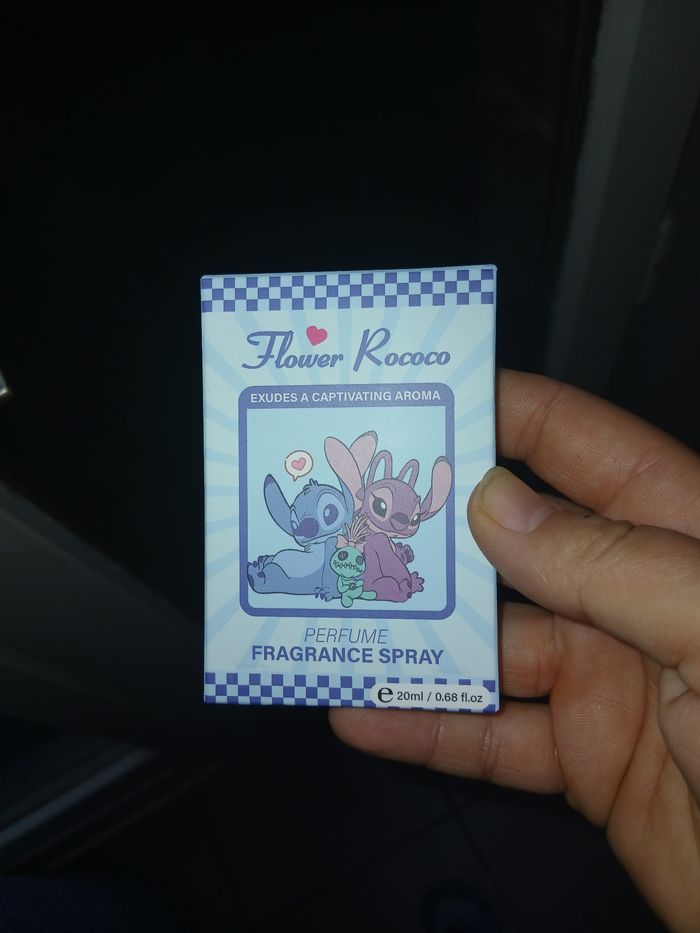 Flower Rococo
EXUDES A CAPTIVATING AROMA
PERFUME
FRAGRANCE SPRAY
e 20ml / 0.68 fl.oz